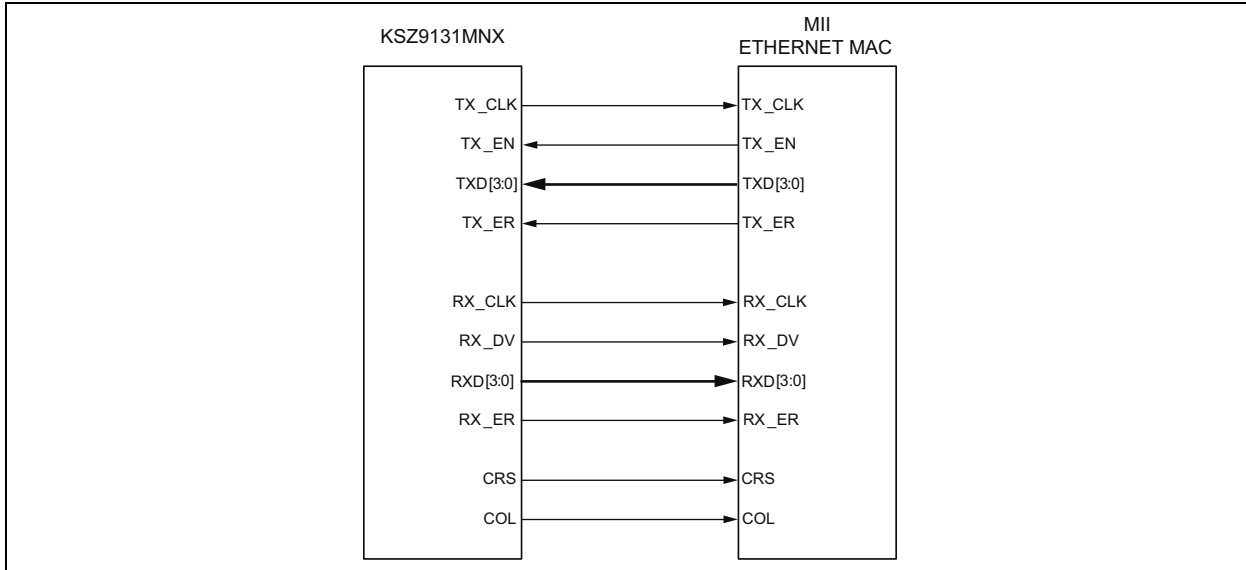 KSZ9131MNX
MII
ETHERNET MAC
TX_CLK TX_CLK
TX_EN TX_EN
TXD[3:0] TXD[3:0]
TX_ER TX_ER
RX_CLK RX_CLK
RX_DV RX_DV
RXD[3:0] RXD[3:0]
RX_ER RX_ER
CRS CRS
COL COL